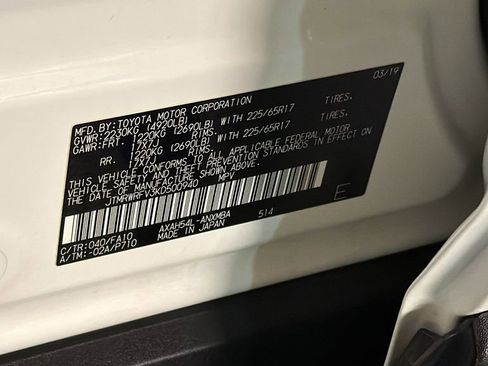 MFD. BY:TOYOTA MOTOR CORPORATION 03/19
GVWR:2230KG (4920LB)
GAWR:FRT. 1220KG (2690LB) WITH 225/65R17 TIRES,
17X7J RIMS,
RR. 1220KG (2690LB) WITH 225/65R17 TIRES,
17X7J RIMS,
THIS VEHICLE CONFORMS TO ALL APPLICABLE FEDERAL MOTOR
VEHICLE SAFETY AND THEFT PREVENTION STANDARDS IN EFFECT
ON THE DATE OF MANUFACTURE SHOWN ABOVE.
JTMRWRFV5KD500940 MPV
E
C/TR:040/FA10 AXAH54L-ANXMBA 514
A/TM:-02A/P710 MADE IN JAPAN